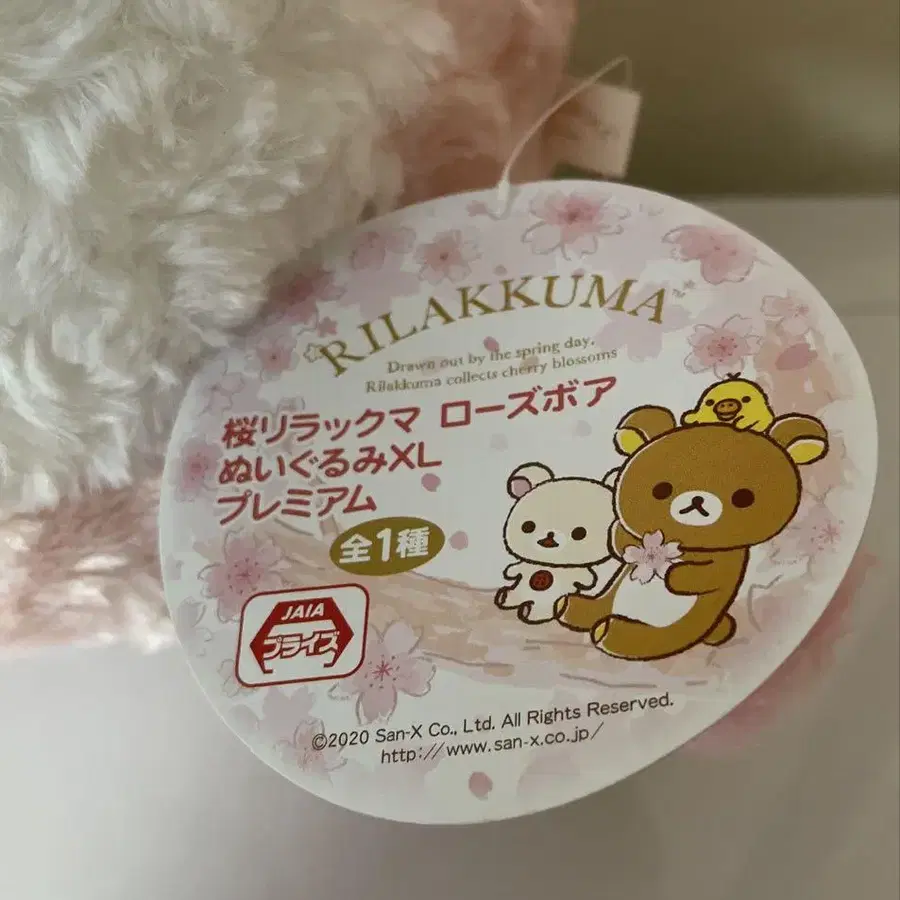 RILAKKUMA
Drawn out by the spring day.
Rilakkuma collects cherry blossoms
桜リラックマ ローズボア
ぬいぐるみXL
プレミアム
全1種
JAIA
プライズ
©2020 San-X Co., Ltd. All Rights Reserved.
http://www.san-x.co.jp/